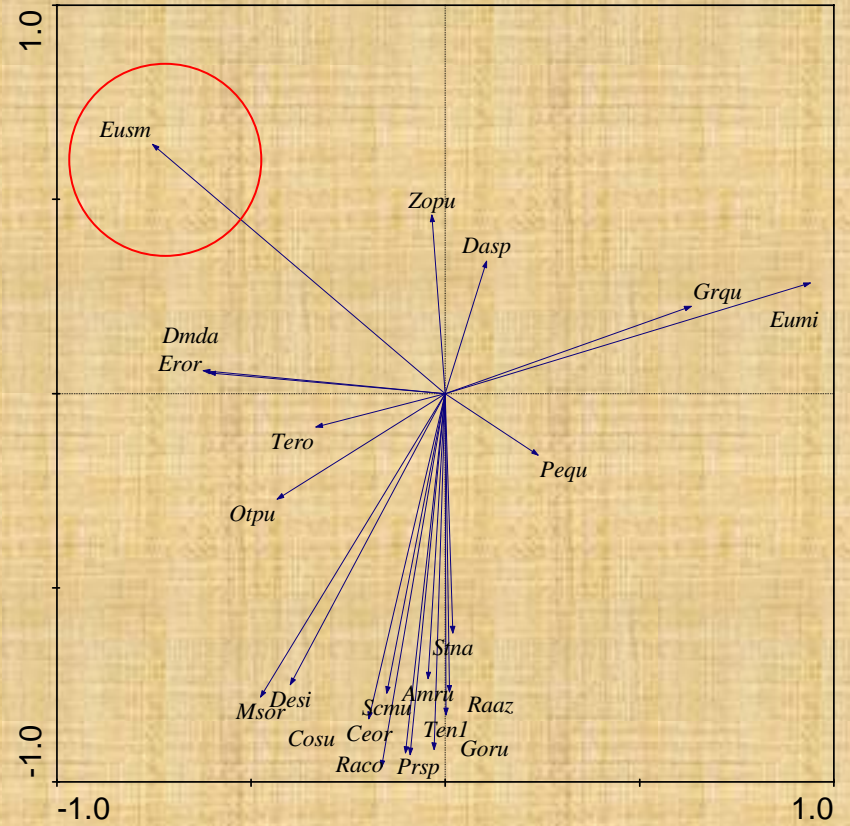 1.0
Eusm
Zopu
Dasp
Grqu
Eumi
Dmda
Eror
Tero
Pequ
Otpu
Stna
Desi
Msor
Scmu
Amru
Raaz
Cosu
Ceor
Ten1
Goru
Raco
Prsp
-1.0
-1.0
1.0